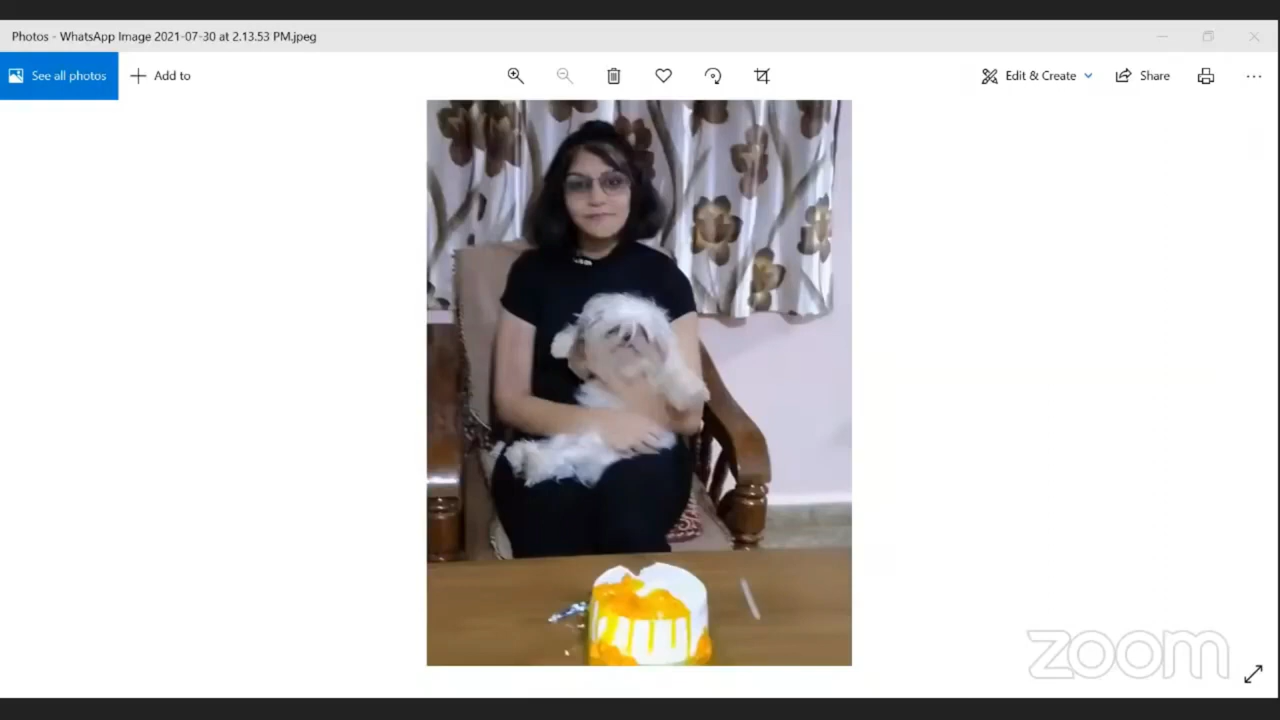 Photos - WhatsApp Image 2021-07-30 at 2.13.53 PM.jpeg
See all photos
Add to
Edit & Create
Share
zoom